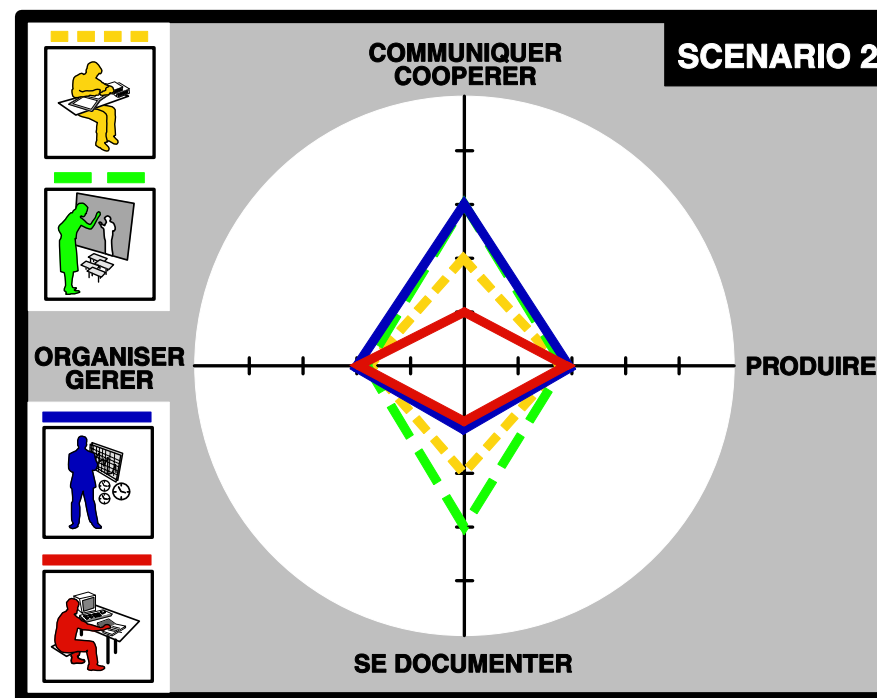 COMMUNIQUER
COOPERER
SCENARIO 2
ORGANISER
GERER
PRODUIRE
SE DOCUMENTER